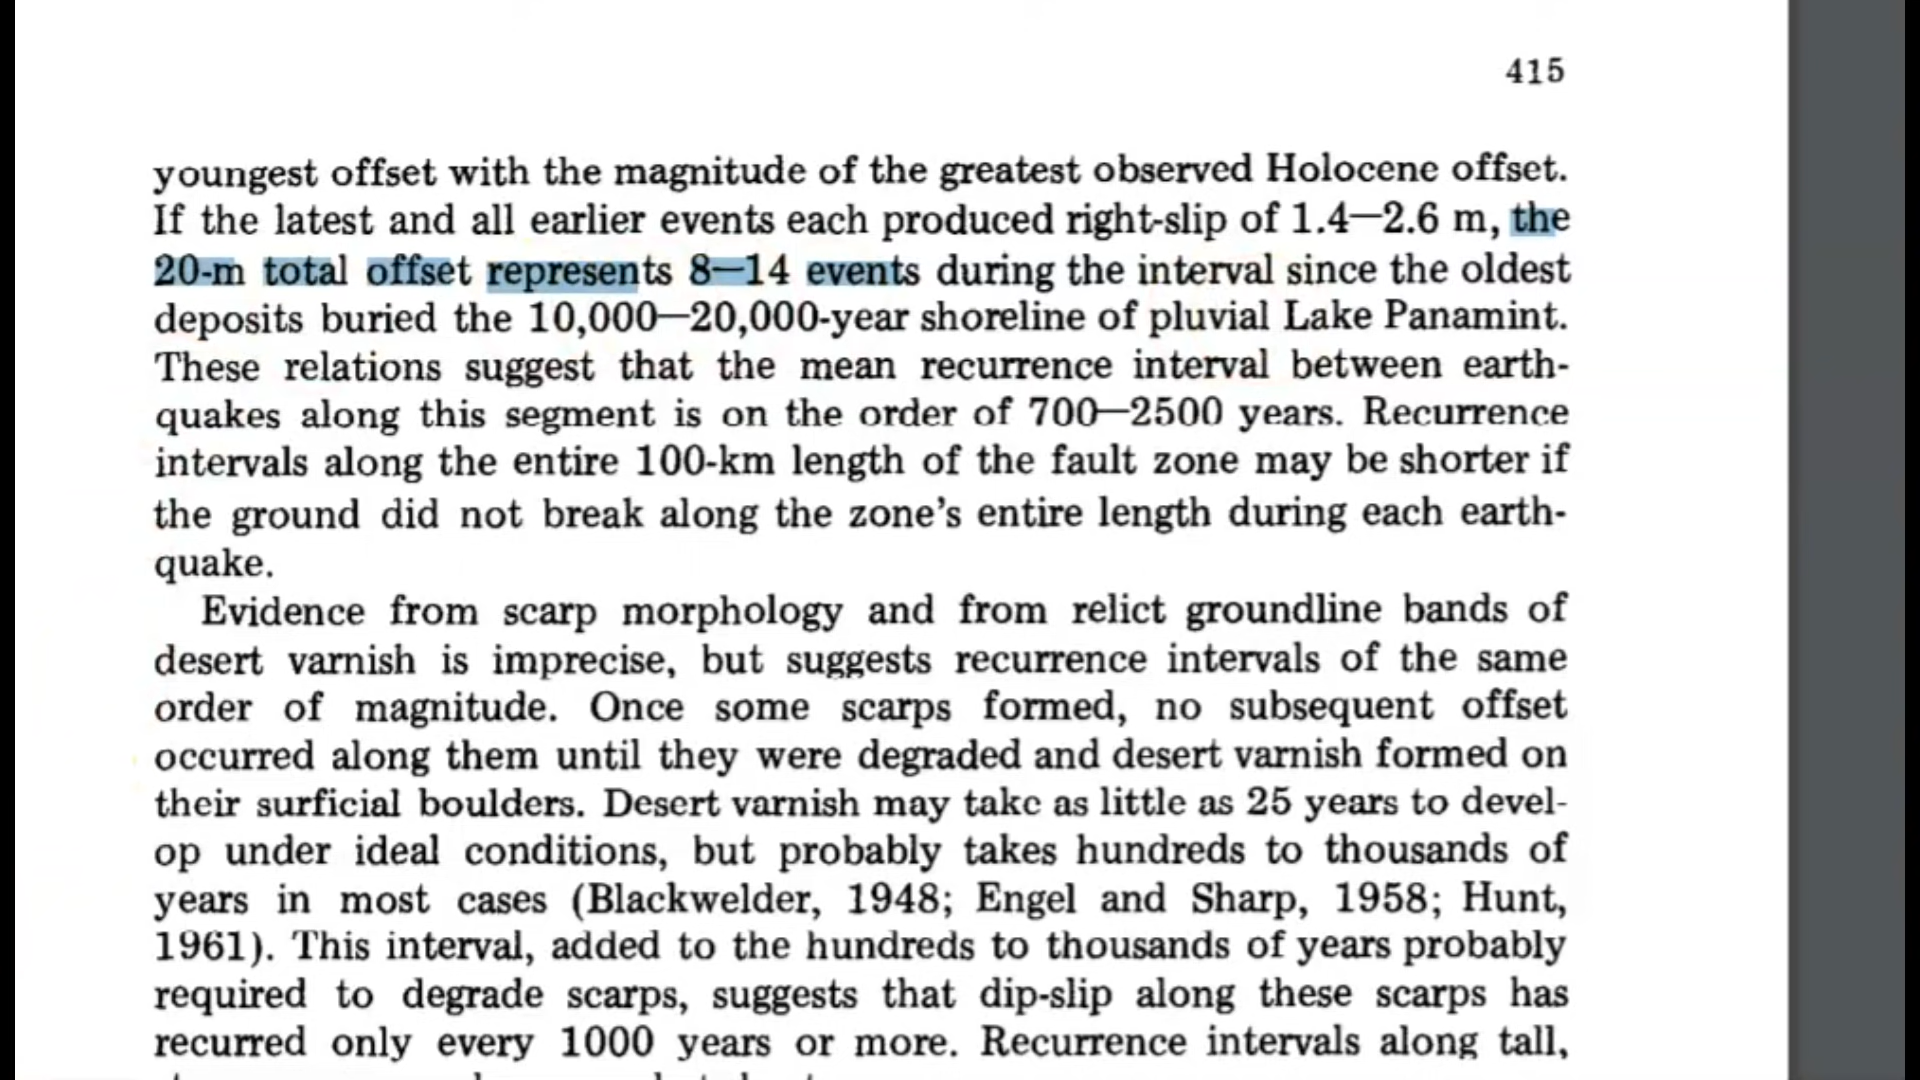 415
youngest offset with the magnitude of the greatest observed Holocene offset.
If the latest and all earlier events each produced right-slip of 1.4—2.6 m, the
20-m total offset represents 8—14 events during the interval since the oldest
deposits buried the 10,000—20,000-year shoreline of pluvial Lake Panamint.
These relations suggest that the mean recurrence interval between earth-
quakes along this segment is on the order of 700—2500 years. Recurrence
intervals along the entire 100-km length of the fault zone may be shorter if
the ground did not break along the zone's entire length during each earth-
quake.
Evidence from scarp morphology and from relict groundline bands of
desert varnish is imprecise, but suggests recurrence intervals of the same
order of magnitude. Once some scarps formed, no subsequent offset
occurred along them until they were degraded and desert varnish formed on
their surficial boulders. Desert varnish may take as little as 25 years to devel-
op under ideal conditions, but probably takes hundreds to thousands of
years in most cases (Blackwelder, 1948; Engel and Sharp, 1958; Hunt,
1961). This interval, added to the hundreds to thousands of years probably
required to degrade scarps, suggests that dip-slip along these scarps has
recurred only every 1000 years or more. Recurrence intervals along tall,